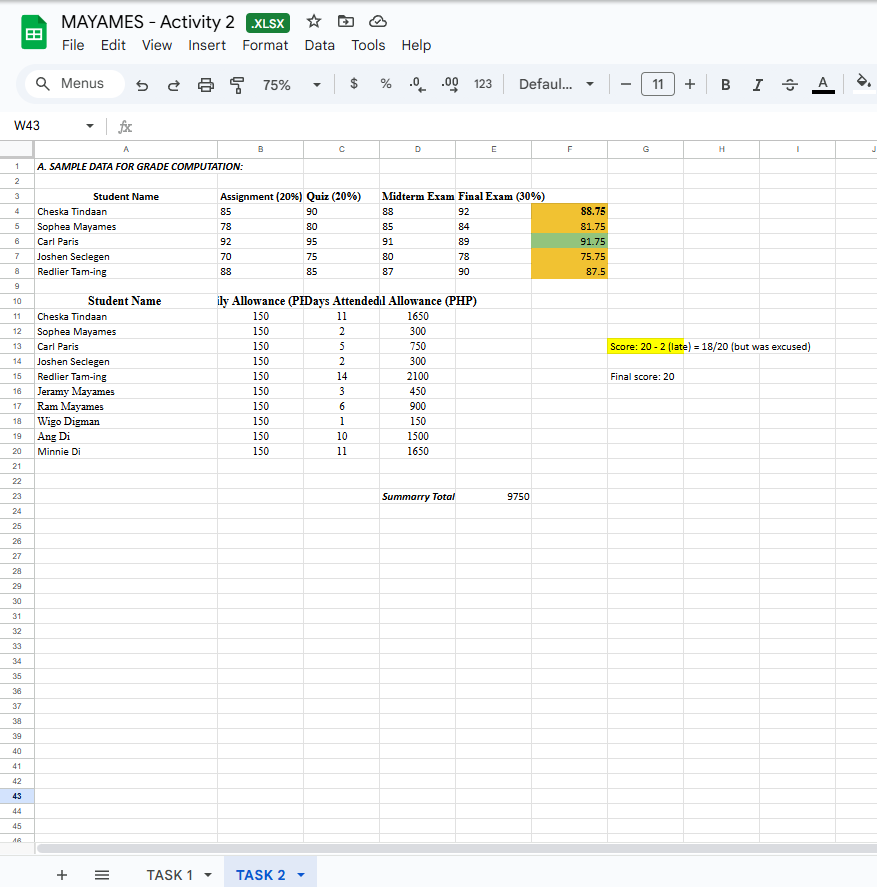 MAYAMES - Activity 2 .XLSX
File Edit View Insert Format Data Tools Help
Menus 75% $ % .0 .00 123 Defaul... − 11 + B I S A
W43 fx
A B C D E F G H I J
1 A. SAMPLE DATA FOR GRADE COMPUTATION:
2
3 Student Name Assignment (20%) Quiz (20%) Midterm Exam Final Exam (30%)
4 Cheska Tindaan 85 90 88 92 88.75
5 Sophea Mayames 78 80 85 84 81.75
6 Carl Paris 92 95 91 89 91.75
7 Joshen Seclegen 70 75 80 78 75.75
8 Redlier Tam-ing 88 85 87 90 87.5
9
10 Student Name ily Allowance (PH Days Attended l Allowance (PHP)
11 Cheska Tindaan 150 11 1650
12 Sophea Mayames 150 2 300
13 Carl Paris 150 5 750 Score: 20 - 2 (late) = 18/20 (but was excused)
14 Joshen Seclegen 150 2 300
15 Redlier Tam-ing 150 14 2100 Final score: 20
16 Jeramy Mayames 150 3 450
17 Ram Mayames 150 6 900
18 Wigo Digman 150 1 150
19 Ang Di 150 10 1500
20 Minnie Di 150 11 1650
21
22
23 Summarry Total 9750
24
25
26
27
28
29
30
31
32
33
34
35
36
37
38
39
40
41
42
43
44
45
46
+ TASK 1 TASK 2